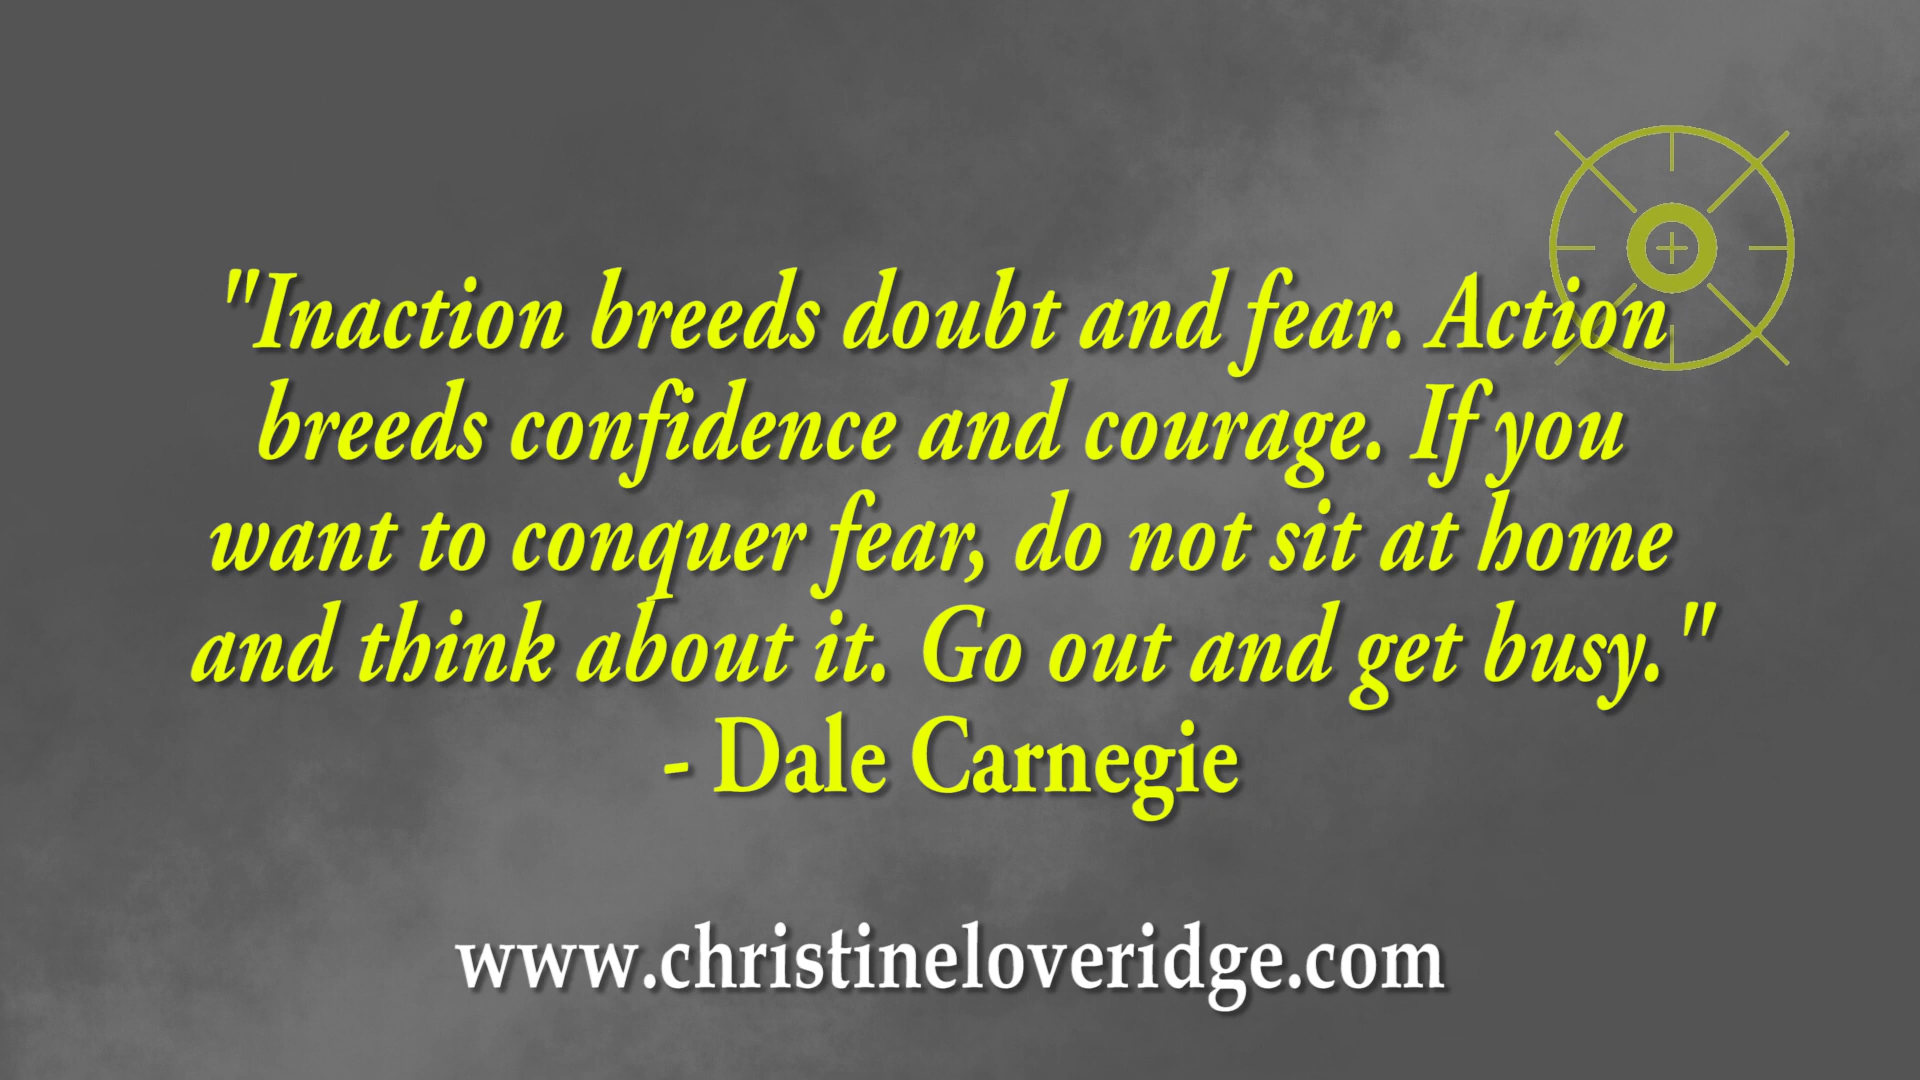 "Inaction breeds doubt and fear. Action
breeds confidence and courage. If you
want to conquer fear, do not sit at home
and think about it. Go out and get busy."
- Dale Carnegie
www.christineloveridge.com